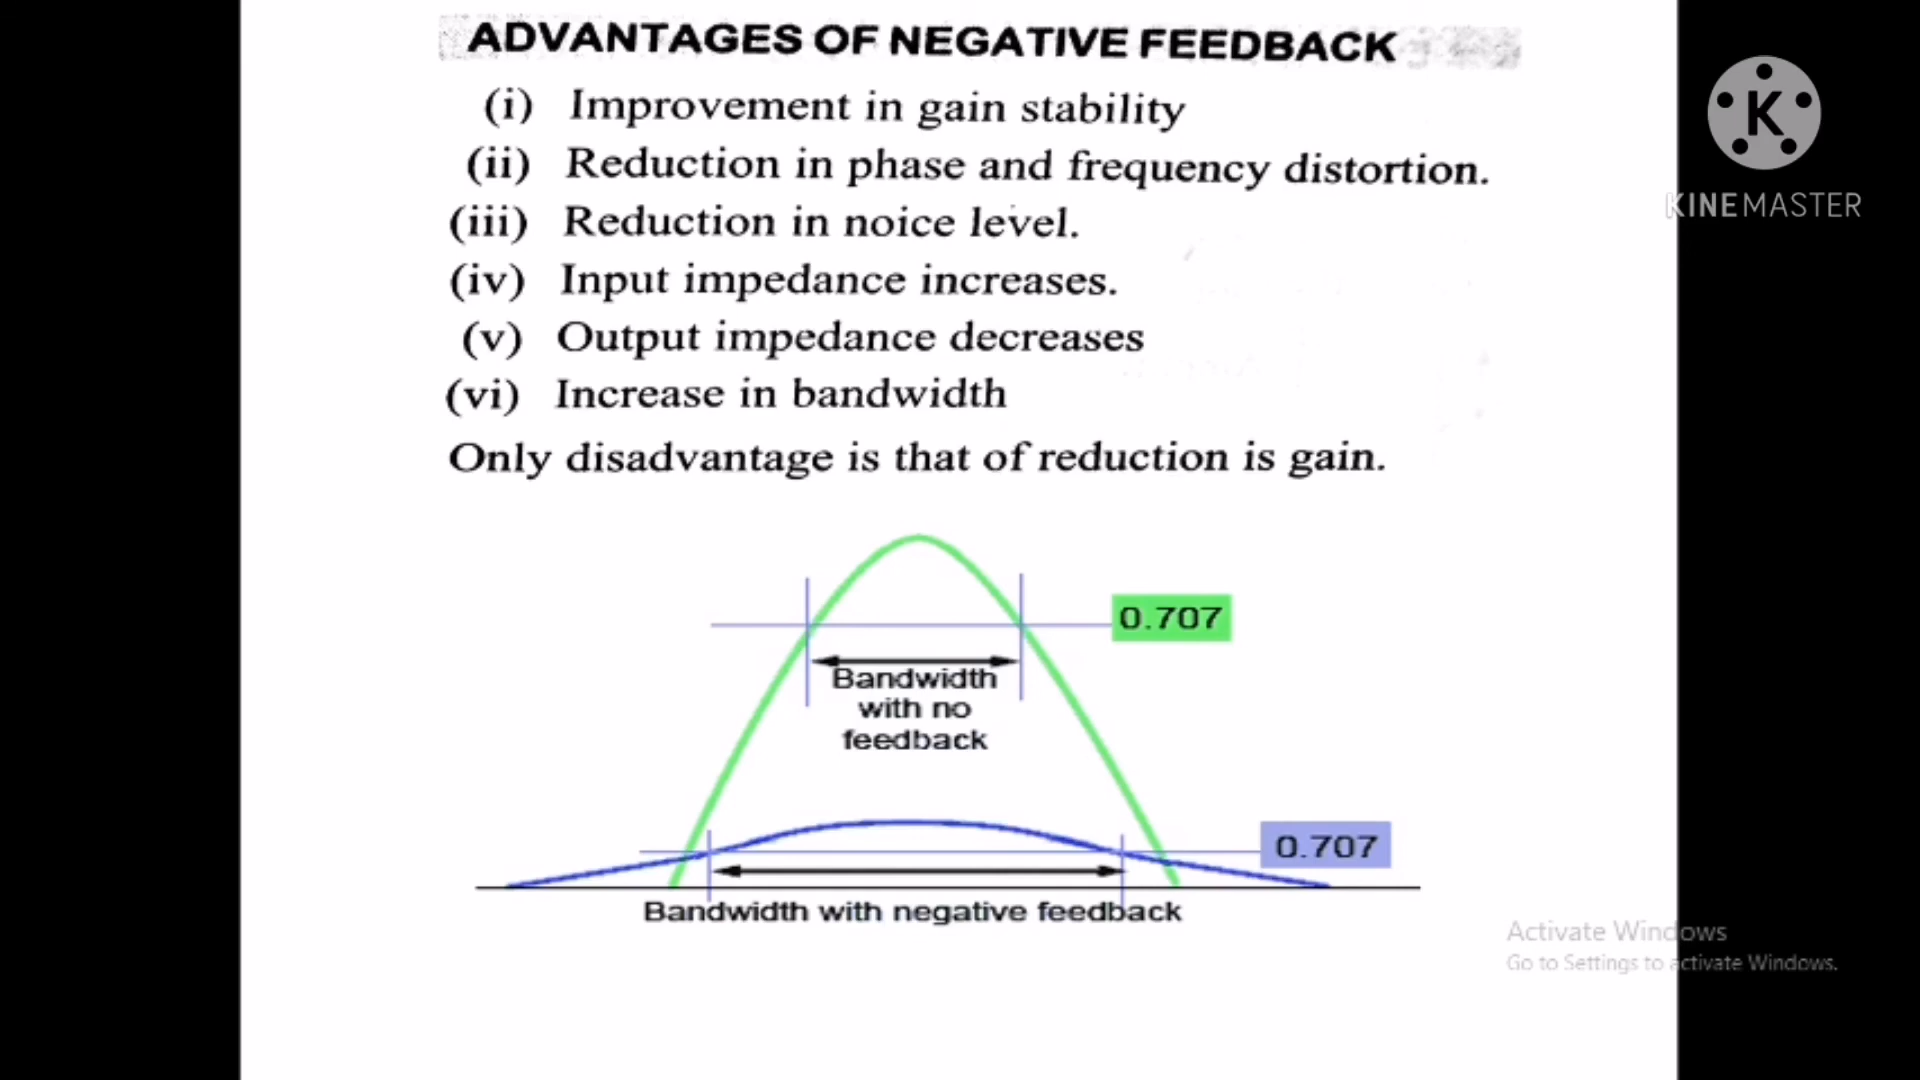 ADVANTAGES OF NEGATIVE FEEDBACK
(i) Improvement in gain stability
(ii) Reduction in phase and frequency distortion.
(iii) Reduction in noice level.
(iv) Input impedance increases.
(v) Output impedance decreases
(vi) Increase in bandwidth
Only disadvantage is that of reduction is gain.
0.707
Bandwidth
with no
feedback
0.707
Bandwidth with negative feedback
K
KINEMASTER
Activate Windows
Go to Settings to activate Windows.